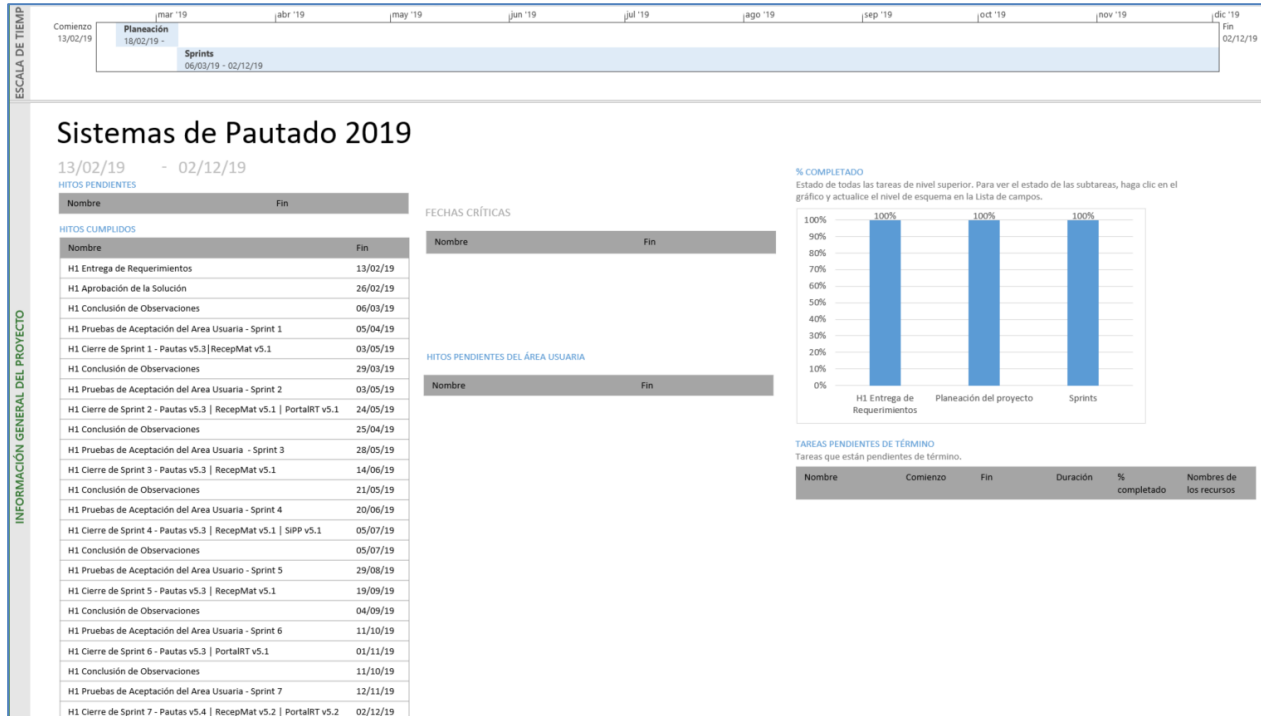 ESCALA DE TIEMP
mar '19 abr '19 may '19 jun '19 jul '19 ago '19 sep '19 oct '19 nov '19 dic '19
Comienzo
13/02/19
Planeación
18/02/19 -
Sprints
06/03/19 - 02/12/19
Fin
02/12/19
INFORMACIÓN GENERAL DEL PROYECTO
Sistemas de Pautado 2019
13/02/19 - 02/12/19
HITOS PENDIENTES
Nombre Fin
HITOS CUMPLIDOS
Nombre Fin
H1 Entrega de Requerimientos 13/02/19
H1 Aprobación de la Solución 26/02/19
H1 Conclusión de Observaciones 06/03/19
H1 Pruebas de Aceptación del Area Usuaria - Sprint 1 05/04/19
H1 Cierre de Sprint 1 - Pautas v5.3|RecepMat v5.1 03/05/19
H1 Conclusión de Observaciones 29/03/19
H1 Pruebas de Aceptación del Area Usuaria - Sprint 2 03/05/19
H1 Cierre de Sprint 2 - Pautas v5.3 | RecepMat v5.1 | PortalRT v5.1 24/05/19
H1 Conclusión de Observaciones 25/04/19
H1 Pruebas de Aceptación del Area Usuaria - Sprint 3 28/05/19
H1 Cierre de Sprint 3 - Pautas v5.3 | RecepMat v5.1 14/06/19
H1 Conclusión de Observaciones 21/05/19
H1 Pruebas de Aceptación del Area Usuaria - Sprint 4 20/06/19
H1 Cierre de Sprint 4 - Pautas v5.3 | RecepMat v5.1 | SiPP v5.1 05/07/19
H1 Conclusión de Observaciones 05/07/19
H1 Pruebas de Aceptación del Area Usuario - Sprint 5 29/08/19
H1 Cierre de Sprint 5 - Pautas v5.3 | RecepMat v5.1 19/09/19
H1 Conclusión de Observaciones 04/09/19
H1 Pruebas de Aceptación del Area Usuaria - Sprint 6 11/10/19
H1 Cierre de Sprint 6 - Pautas v5.3 | PortalRT v5.1 01/11/19
H1 Conclusión de Observaciones 11/10/19
H1 Pruebas de Aceptación del Area Usuaria - Sprint 7 12/11/19
H1 Cierre de Sprint 7 - Pautas v5.4 | RecepMat v5.2 | PortalRT v5.2 02/12/19
FECHAS CRÍTICAS
Nombre Fin
HITOS PENDIENTES DEL ÁREA USUARIA
Nombre Fin
% COMPLETADO
Estado de todas las tareas de nivel superior. Para ver el estado de las subtareas, haga clic en el
gráfico y actualice el nivel de esquema en la Lista de campos.
100% 100% 100%
100%
90%
80%
70%
60%
50%
40%
30%
20%
10%
0%
H1 Entrega de Planeación del proyecto Sprints
Requerimientos
TAREAS PENDIENTES DE TÉRMINO
Tareas que están pendientes de término.
Nombre Comienzo Fin Duración % Nombres de
completado los recursos